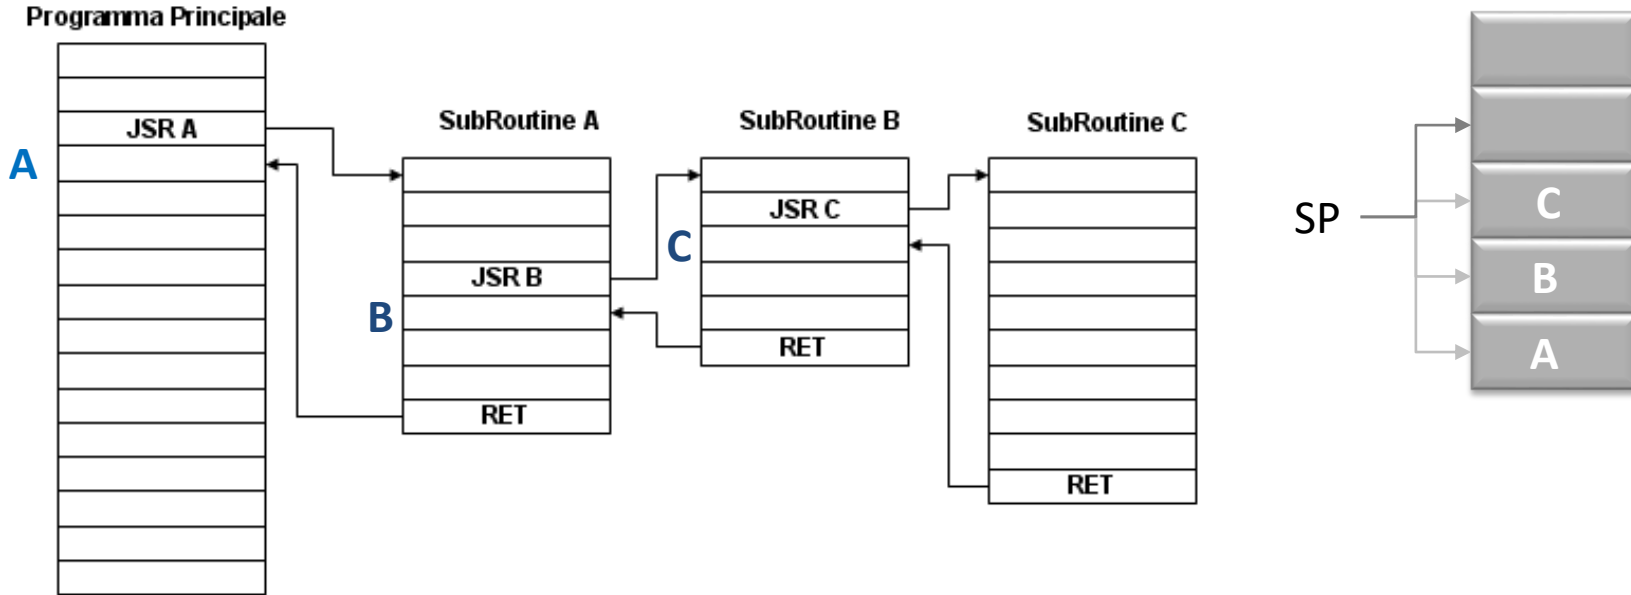 Programma Principale
JSR A
A
SubRoutine A
JSR B
B
RET
SubRoutine B
JSR C
C
RET
SubRoutine C
RET
SP
C
B
A